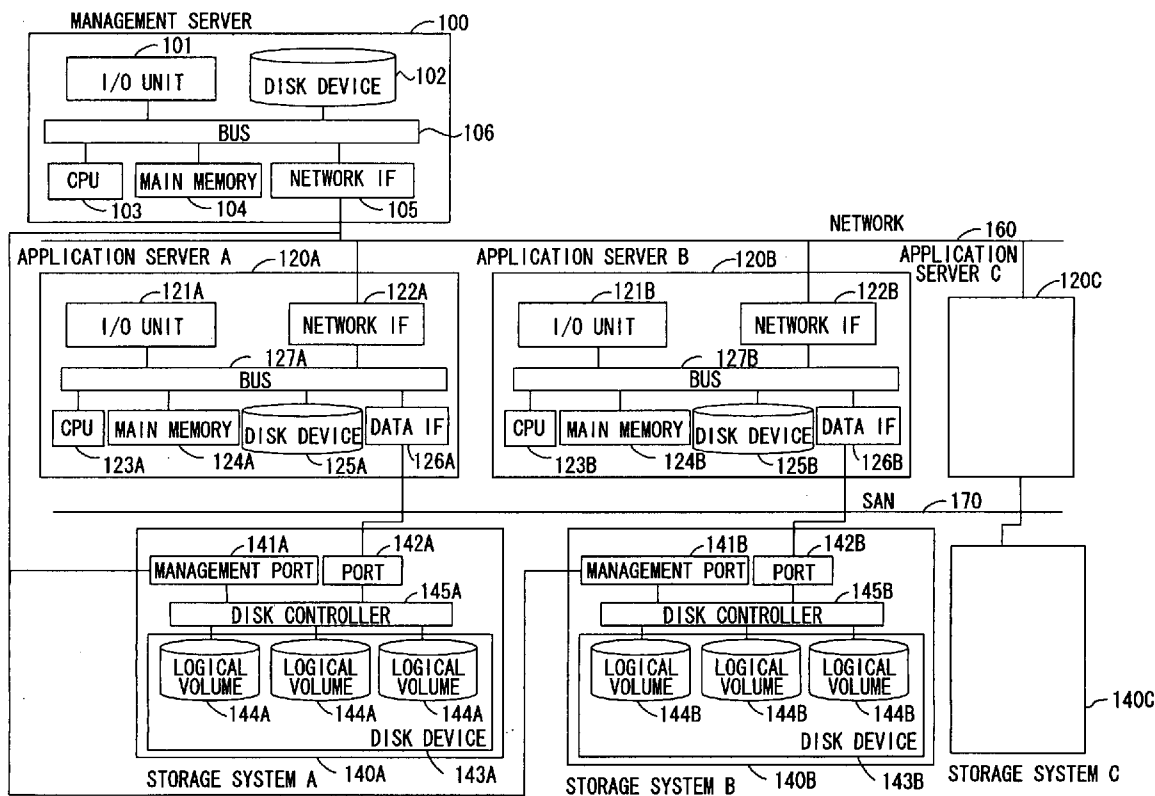 MANAGEMENT SERVER
100
101
I/O UNIT
DISK DEVICE
102
BUS
106
CPU
MAIN MEMORY
NETWORK IF
103
104
105
NETWORK
160
APPLICATION SERVER A
120A
121A
122A
I/O UNIT
NETWORK IF
127A
BUS
CPU
MAIN MEMORY
DISK DEVICE
DATA IF
123A
124A
125A
126A
APPLICATION SERVER B
120B
121B
122B
I/O UNIT
NETWORK IF
127B
BUS
CPU
MAIN MEMORY
DISK DEVICE
DATA IF
123B
124B
125B
126B
APPLICATION
SERVER C
120C
SAN
170
141A
142A
MANAGEMENT PORT
PORT
145A
DISK CONTROLLER
LOGICAL
VOLUME
LOGICAL
VOLUME
LOGICAL
VOLUME
144A
144A
144A
DISK DEVICE
STORAGE SYSTEM A
140A
143A
141B
142B
MANAGEMENT PORT
PORT
145B
DISK CONTROLLER
LOGICAL
VOLUME
LOGICAL
VOLUME
LOGICAL
VOLUME
144B
144B
144B
DISK DEVICE
STORAGE SYSTEM B
140B
143B
140C
STORAGE SYSTEM C